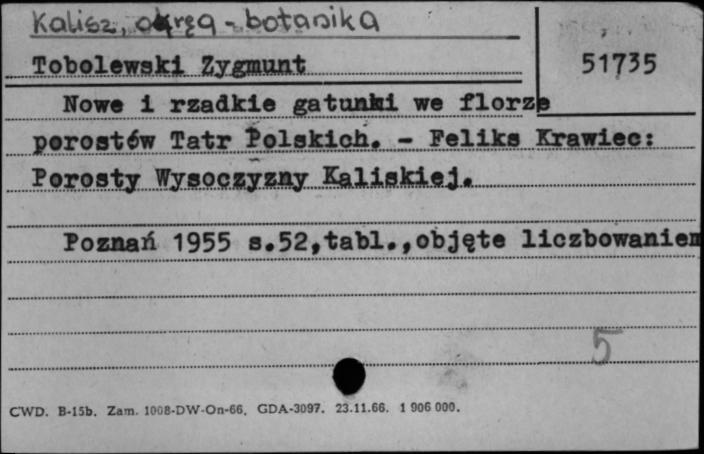 Kalisz, okręg - botanika
Tobolewski Zygmunt
51735
Nowe i rzadkie gatunki we florze
porostów Tatr Polskich. - Feliks Krawiec:
Porosty Wysoczyzny Kaliskiej.
Poznań 1955 s.52,tabl.,objęte liczbowaniem
5
CWD. B-15b. Zam. 1008-DW-On-66. GDA-3097. 23.11.66. 1 906 000.